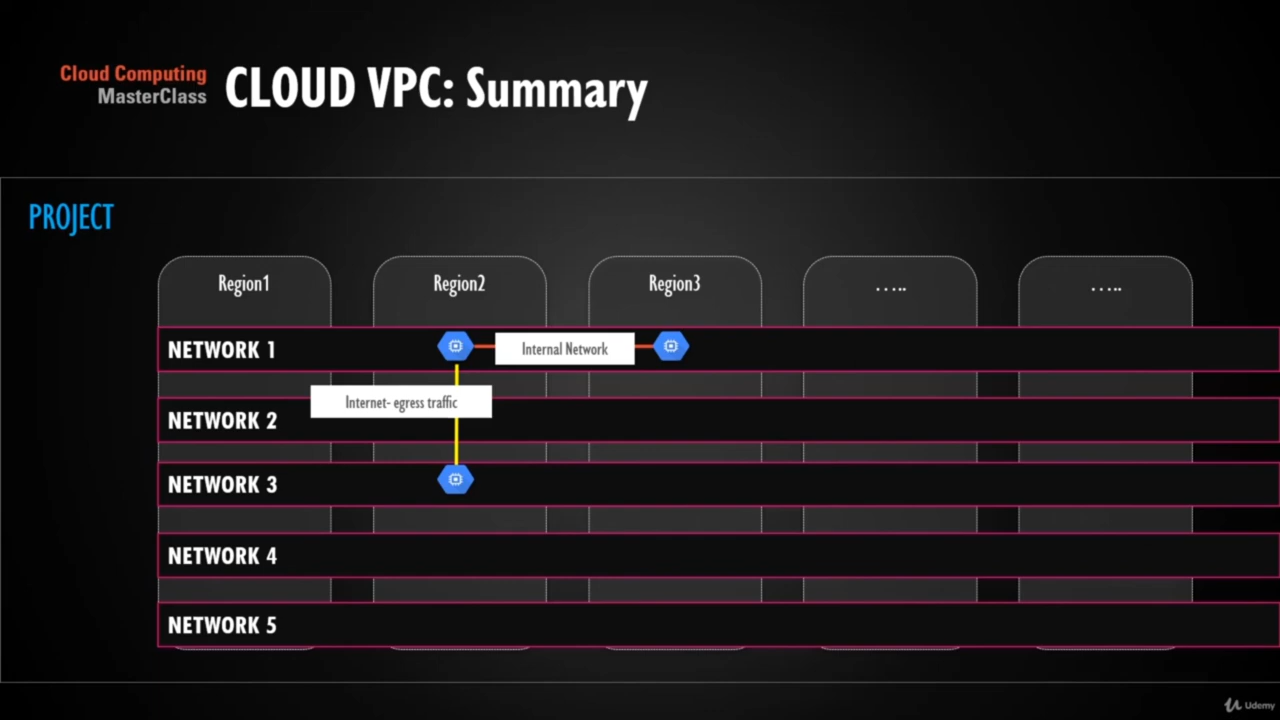 Cloud Computing
MasterClass
CLOUD VPC: Summary
PROJECT
Region1
Region2
Region3
.....
.....
NETWORK 1
Internal Network
Internet- egress traffic
NETWORK 2
NETWORK 3
NETWORK 4
NETWORK 5
Udemy